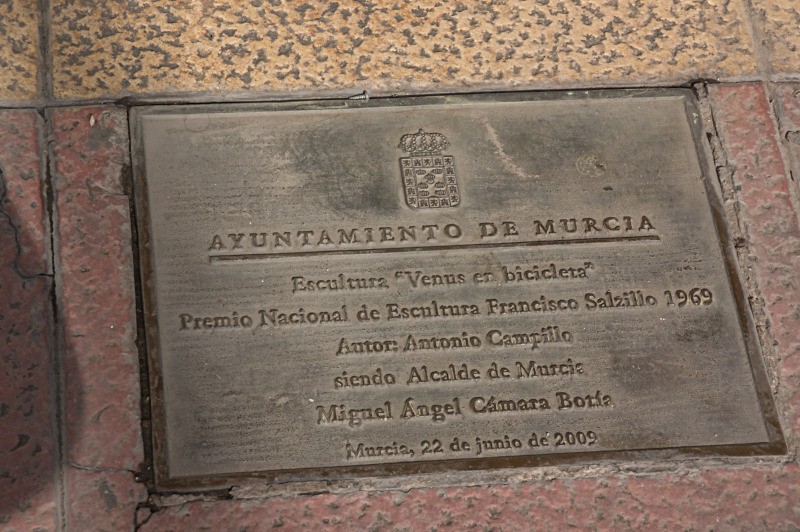 AYUNTAMIENTO DE MURCIA
Escultura "Venus en bicicleta"
Premio Nacional de Escultura Francisco Salzillo 1969
Autor: Antonio Campillo
siendo Alcalde de Murcia
Miguel Ángel Cámara Botía
Murcia, 22 de junio de 2009